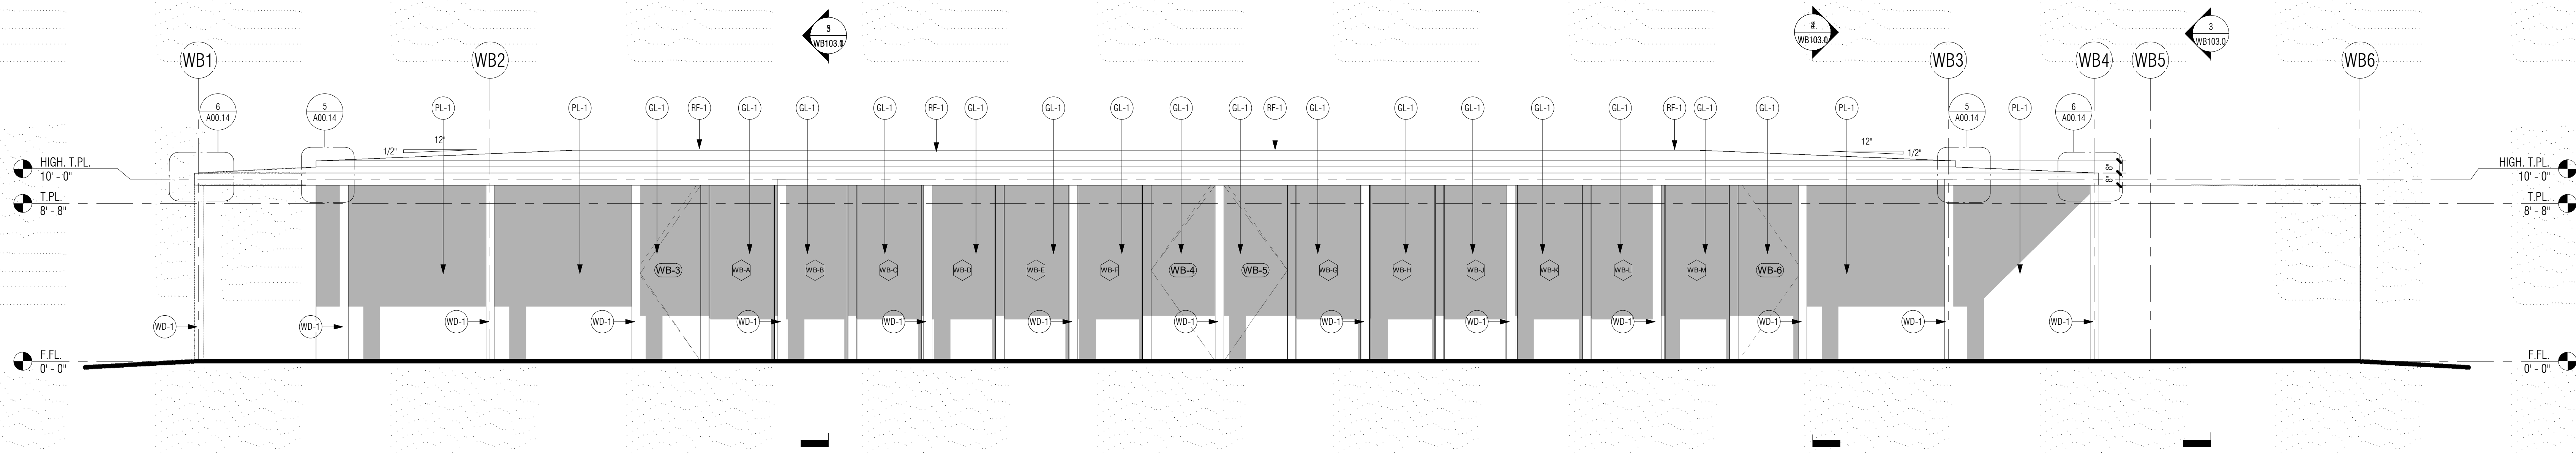 3
WB103.0
WB103.0
3
WB103.0
WB1
WB2
WB3
WB4
WB5
WB6
6
A00.14
5
A00.14
PL-1
PL-1
GL-1
RF-1
GL-1
GL-1
GL-1
RF-1
GL-1
GL-1
GL-1
GL-1
GL-1
RF-1
GL-1
GL-1
GL-1
GL-1
GL-1
RF-1
GL-1
GL-1
PL-1
5
A00.14
PL-1
6
A00.14
12"
1/2"
12"
1/2"
HIGH. T.PL.
10' - 0"
T.PL.
8' - 8"
8"
8"
HIGH. T.PL.
10' - 0"
T.PL.
8' - 8"
WB-3
WB-A
WB-B
WB-C
WB-D
WB-E
WB-F
WB-4
WB-5
WB-G
WB-H
WB-J
WB-K
WB-L
WB-M
WB-6
WD-1
WD-1
WD-1
WD-1
WD-1
WD-1
WD-1
WD-1
WD-1
WD-1
WD-1
WD-1
WD-1
WD-1
F.FL.
0' - 0"
F.FL.
0' - 0"